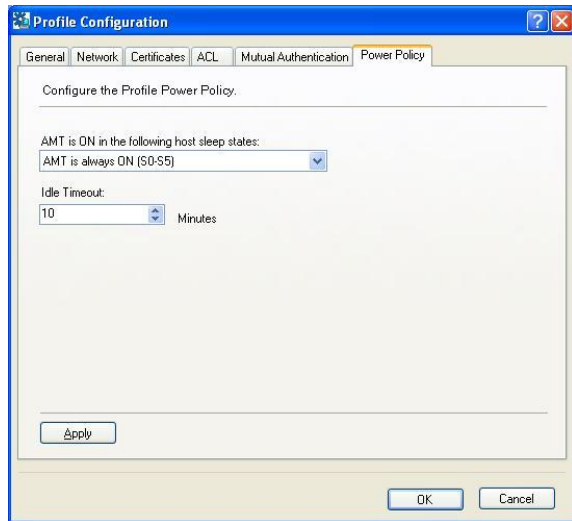 Profile Configuration
General Network Certificates ACL Mutual Authentication Power Policy
Configure the Profile Power Policy.
AMT is ON in the following host sleep states:
AMT is always ON (S0-S5)
Idle Timeout:
10 Minutes
Apply
OK Cancel